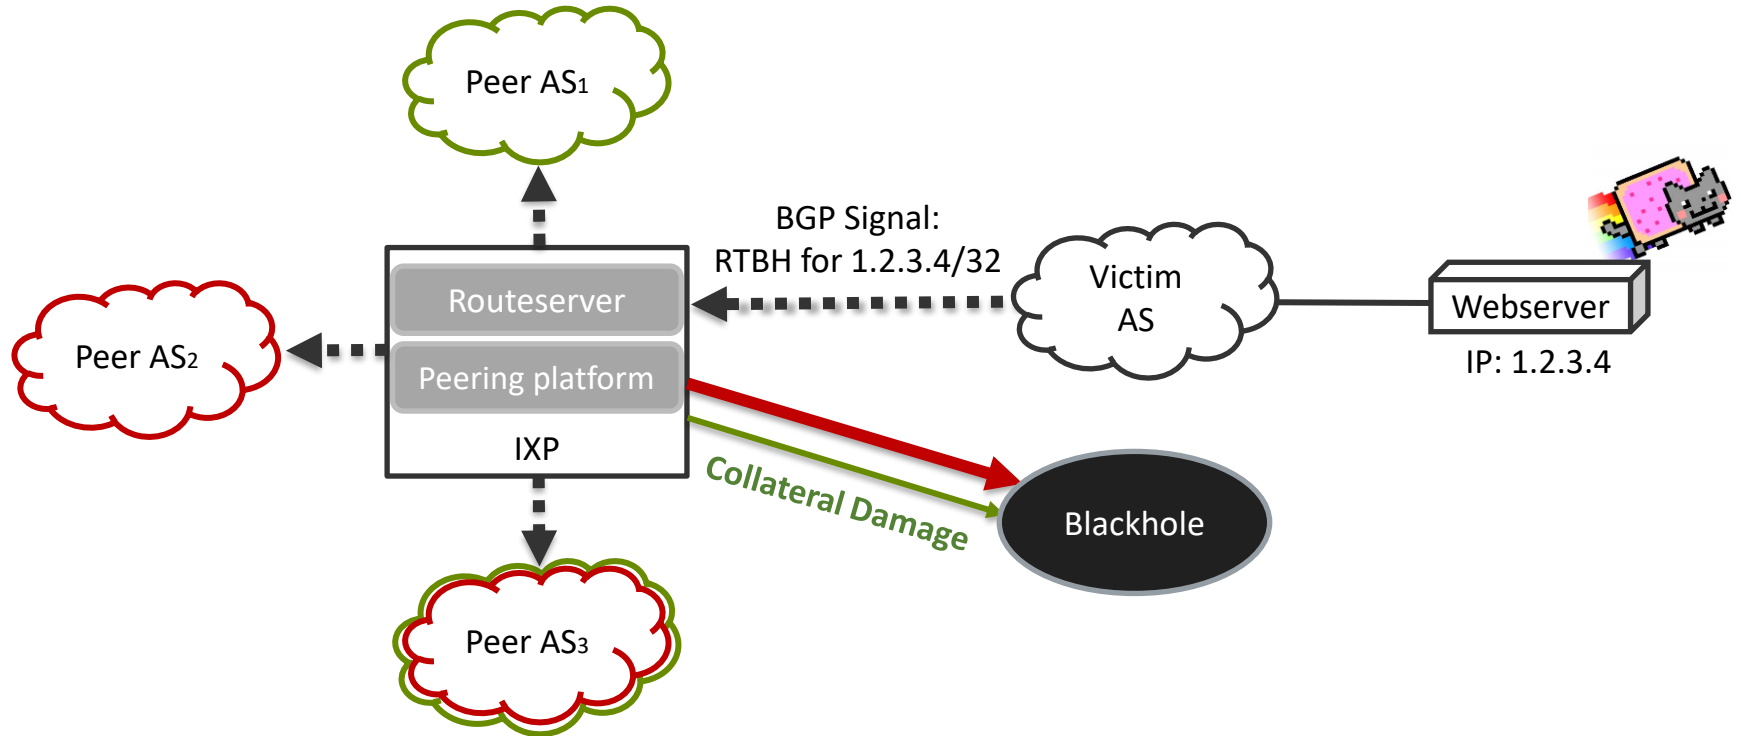 Peer AS1
BGP Signal:
RTBH for 1.2.3.4/32
Victim
AS
Webserver
IP: 1.2.3.4
Routeserver
Peering platform
IXP
Peer AS2
Collateral Damage
Blackhole
Peer AS3